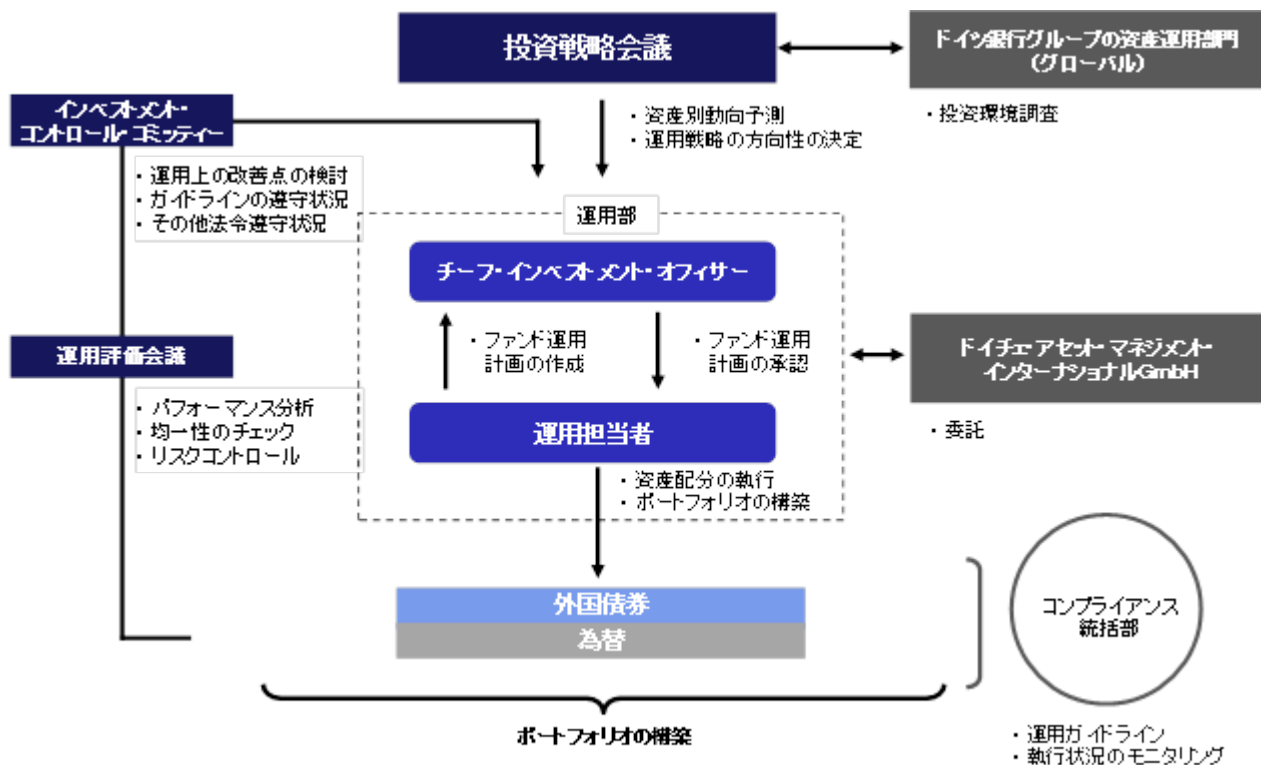 投資戦略会議
ドイツ銀行グループの資産運用部門
(グローバル)
・投資環境調査
インベストメント・
コントロール・コミッティー
・資産別動向予測
・運用戦略の方向性の決定
・運用上の改善点の検討
・ガイドラインの遵守状況
・その他法令遵守状況
運用部
チーフ・インベストメント・オフィサー
・ファンド運用
計画の作成
・ファンド運用
計画の承認
運用評価会議
ドイチェ・アセット・マネジメント・
インターナショナルGmbH
・委託
・パフォーマンス分析
・均一性のチェック
・リスクコントロール
運用担当者
・資産配分の執行
・ポートフォリオの構築
外国債券
為替
コンプライアンス
統括部
ポートフォリオの構築
・運用ガイドライン
・執行状況のモニタリング